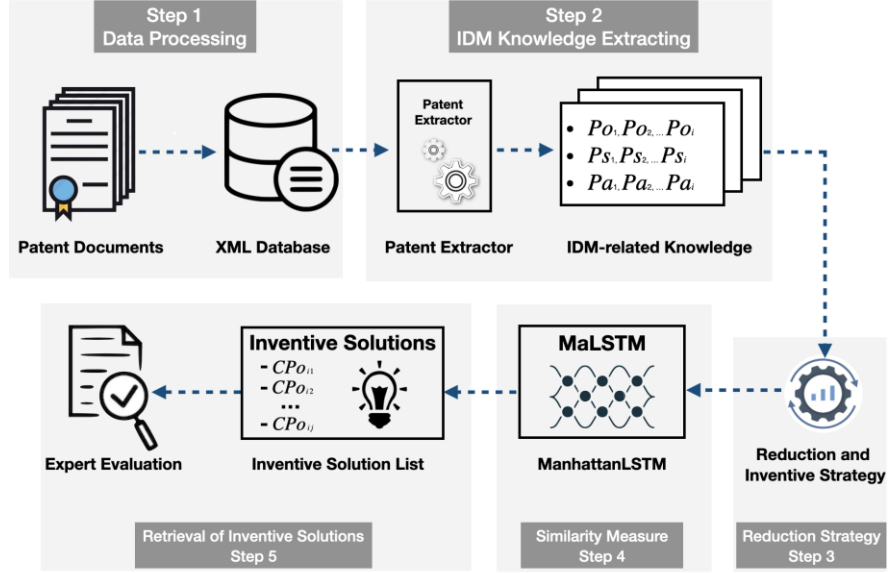 Step 1
Data Processing
Step 2
IDM Knowledge Extracting
Patent
Extractor
• Po₁,Po₂,...Poᵢ
• Ps₁,Ps₂,...Psᵢ
• Pa₁,Pa₂,...Paᵢ
Patent Documents
XML Database
Patent Extractor
IDM-related Knowledge
Inventive Solutions
- CPoᵢ₁
- CPoᵢ₂
...
- CPoᵢⱼ
MaLSTM
Expert Evaluation
Inventive Solution List
ManhattanLSTM
Reduction and
Inventive Strategy
Retrieval of Inventive Solutions
Step 5
Similarity Measure
Step 4
Reduction Strategy
Step 3